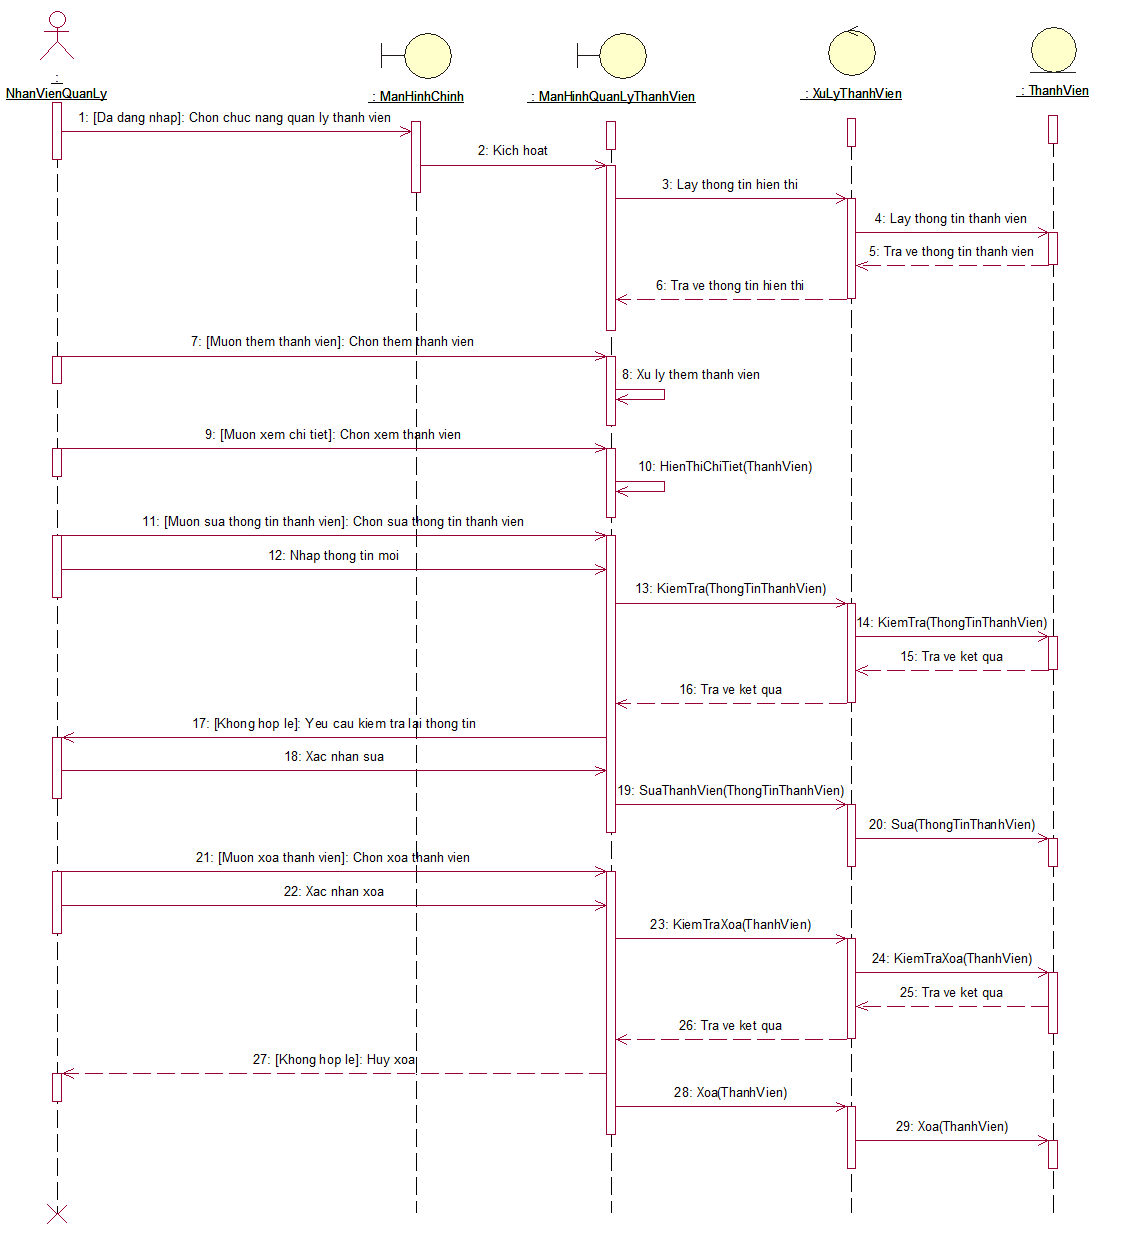 :
NhanVienQuanLy
: ManHinhChinh
: ManHinhQuanLyThanhVien
: XuLyThanhVien
: ThanhVien
1: [Da dang nhap]: Chon chuc nang quan ly thanh vien
2: Kich hoat
3: Lay thong tin hien thi
4: Lay thong tin thanh vien
5: Tra ve thong tin thanh vien
6: Tra ve thong tin hien thi
7: [Muon them thanh vien]: Chon them thanh vien
8: Xu ly them thanh vien
9: [Muon xem chi tiet]: Chon xem thanh vien
10: HienThiChiTiet(ThanhVien)
11: [Muon sua thong tin thanh vien]: Chon sua thong tin thanh vien
12: Nhap thong tin moi
13: KiemTra(ThongTinThanhVien)
14: KiemTra(ThongTinThanhVien)
15: Tra ve ket qua
16: Tra ve ket qua
17: [Khong hop le]: Yeu cau kiem tra lai thong tin
18: Xac nhan sua
19: SuaThanhVien(ThongTinThanhVien)
20: Sua(ThongTinThanhVien)
21: [Muon xoa thanh vien]: Chon xoa thanh vien
22: Xac nhan xoa
23: KiemTraXoa(ThanhVien)
24: KiemTraXoa(ThanhVien)
25: Tra ve ket qua
26: Tra ve ket qua
27: [Khong hop le]: Huy xoa
28: Xoa(ThanhVien)
29: Xoa(ThanhVien)